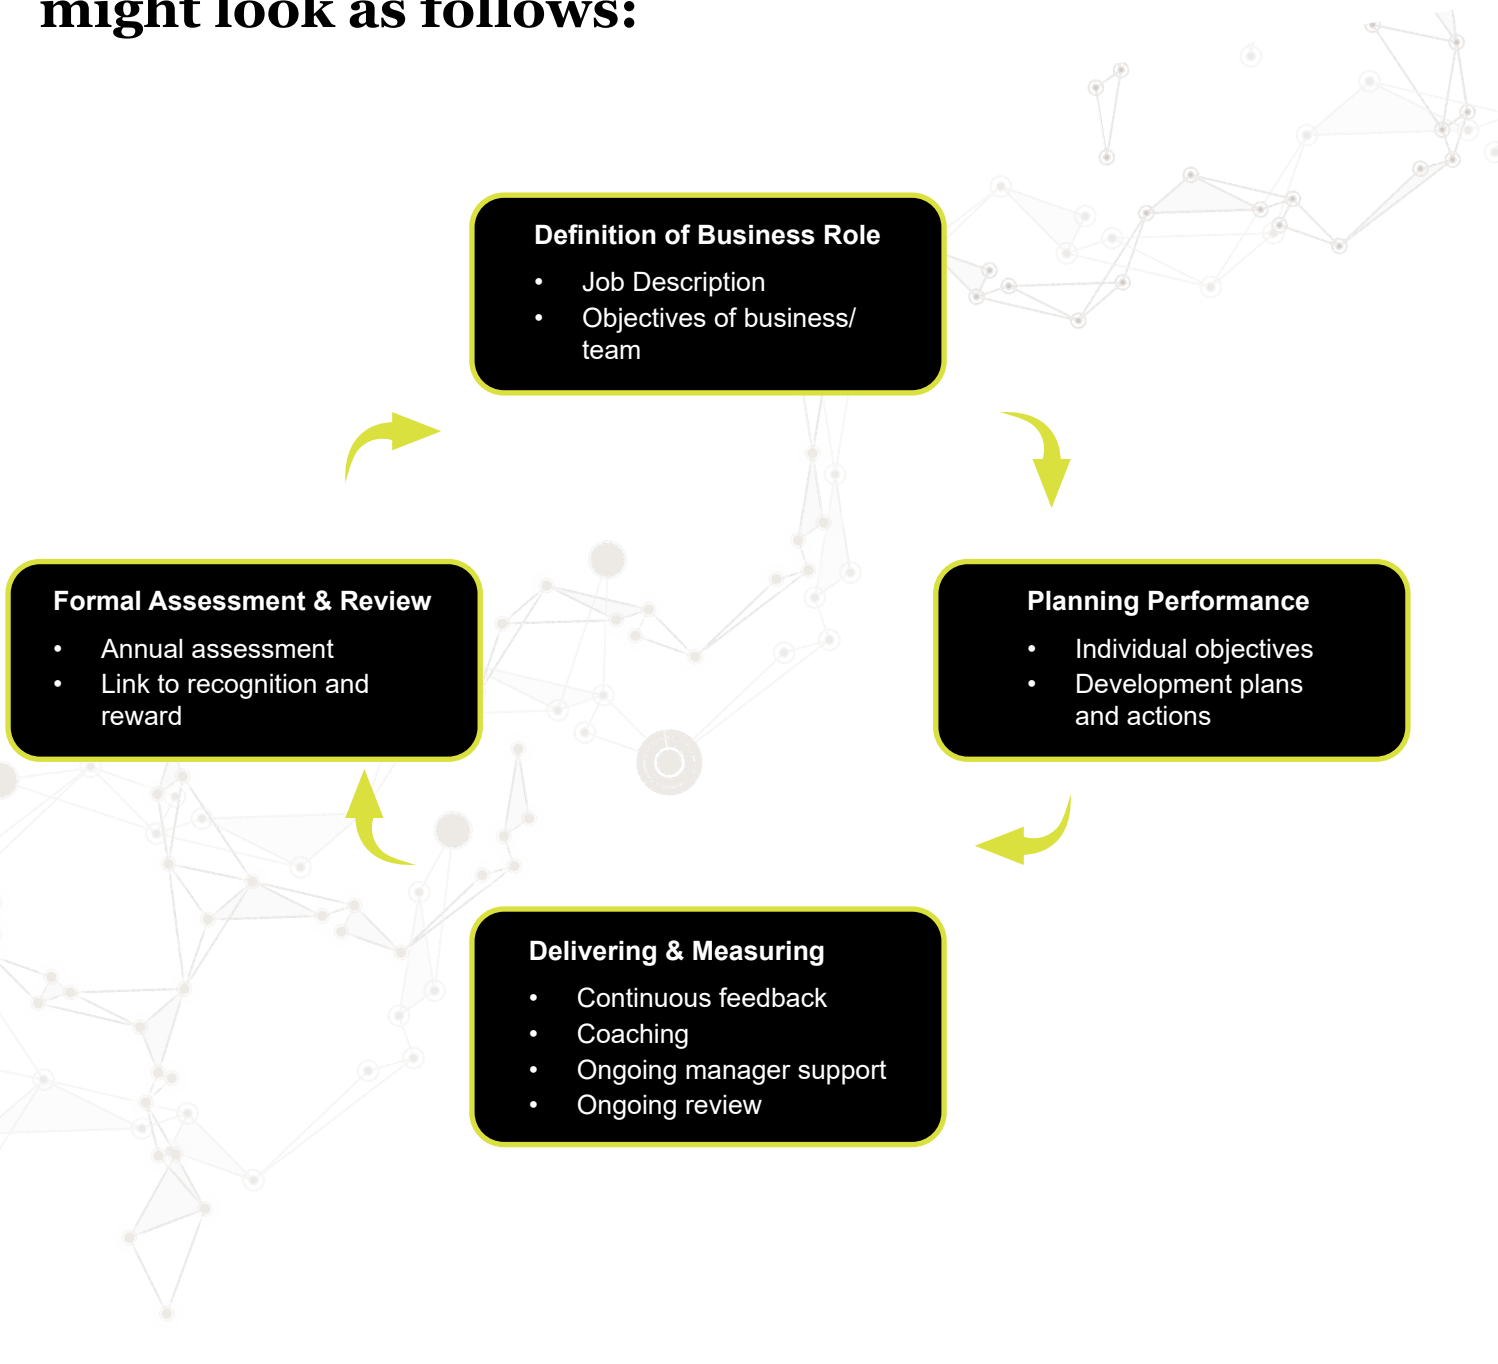 might look as follows:
Definition of Business Role
• Job Description
• Objectives of business/
team
Formal Assessment & Review
• Annual assessment
• Link to recognition and
reward
Planning Performance
• Individual objectives
• Development plans
and actions
Delivering & Measuring
• Continuous feedback
• Coaching
• Ongoing manager support
• Ongoing review